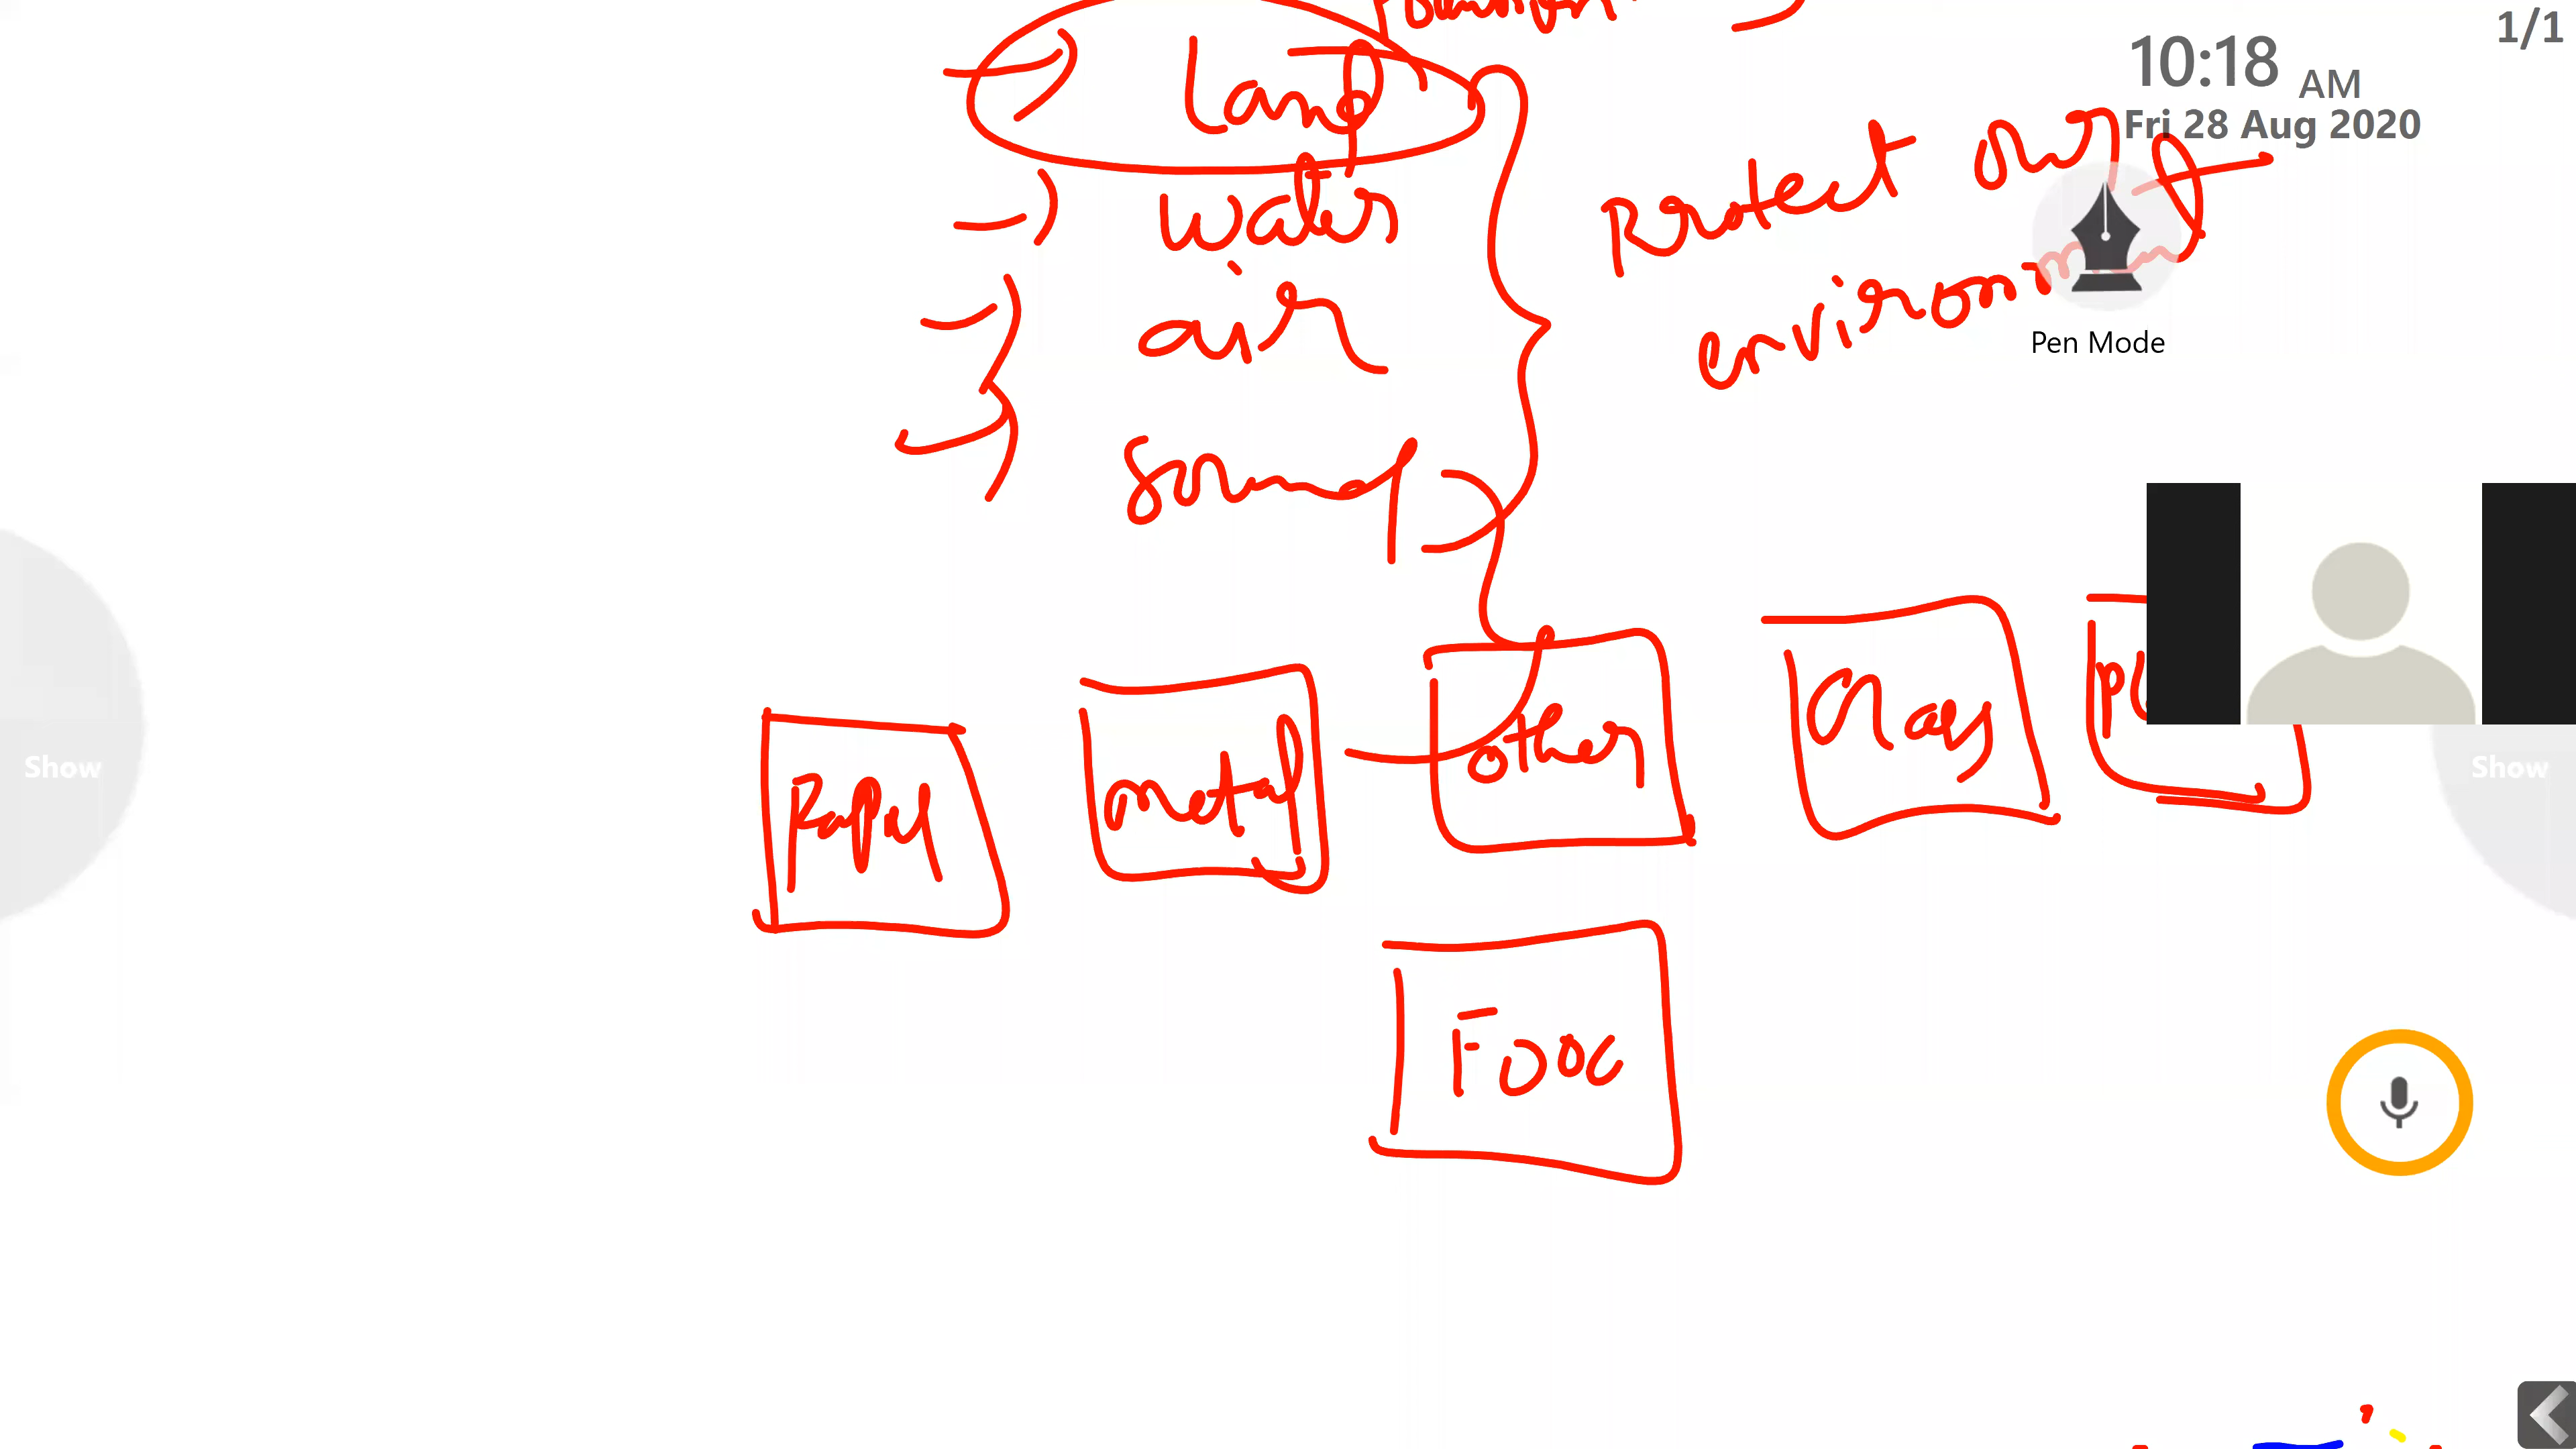 1/1
10:18 AM
Fri 28 Aug 2020
Land
water
air
sound
Protect our
environment
Pen Mode
Show
Show
Paper
metal
other
Glass
pl
Food